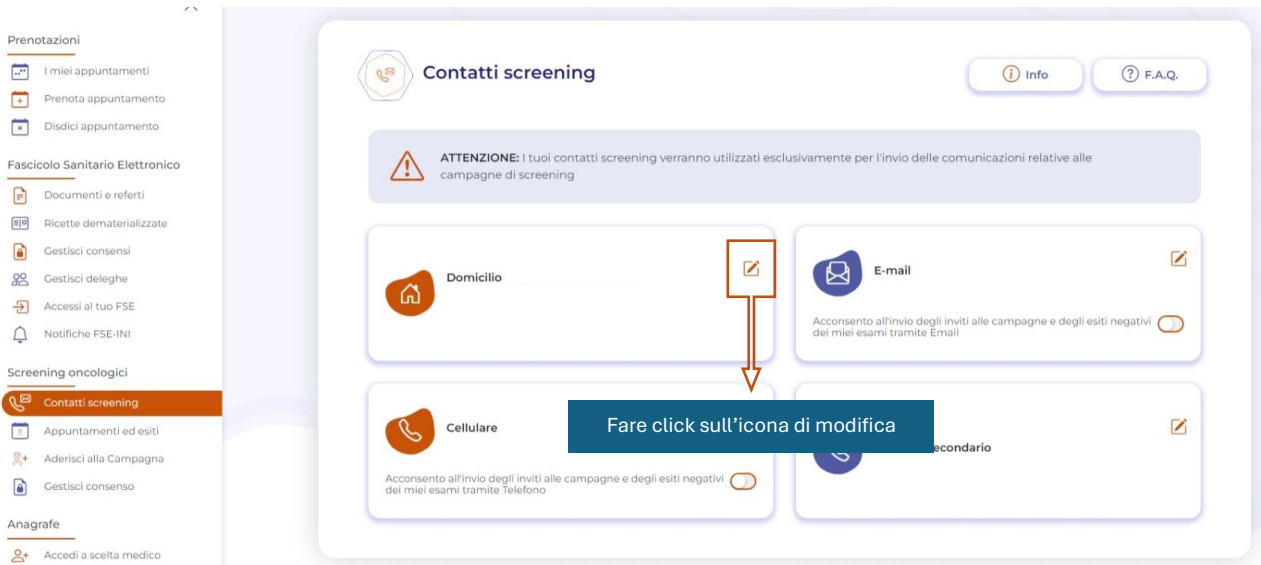 Prenotazioni
I miei appuntamenti
Prenota appuntamento
Disdici appuntamento
Fascicolo Sanitario Elettronico
Documenti e referti
Ricette dematerializzate
Gestisci consensi
Gestisci deleghe
Accessi al tuo FSE
Notifiche FSE-INI
Screening oncologici
Contatti screening
Appuntamenti ed esiti
Aderisci alla Campagna
Gestisci consenso
Anagrafe
Accedi a scelta medico
Contatti screening
Info
F.A.Q.
ATTENZIONE: I tuoi contatti screening verranno utilizzati esclusivamente per l'invio delle comunicazioni relative alle
campagne di screening
Domicilio
E-mail
Acconsento all'invio degli inviti alle campagne e degli esiti negativi
dei miei esami tramite Email
Cellulare
Fare click sull'icona di modifica
Acconsento all'invio degli inviti alle campagne e degli esiti negativi
dei miei esami tramite Telefono
econdario